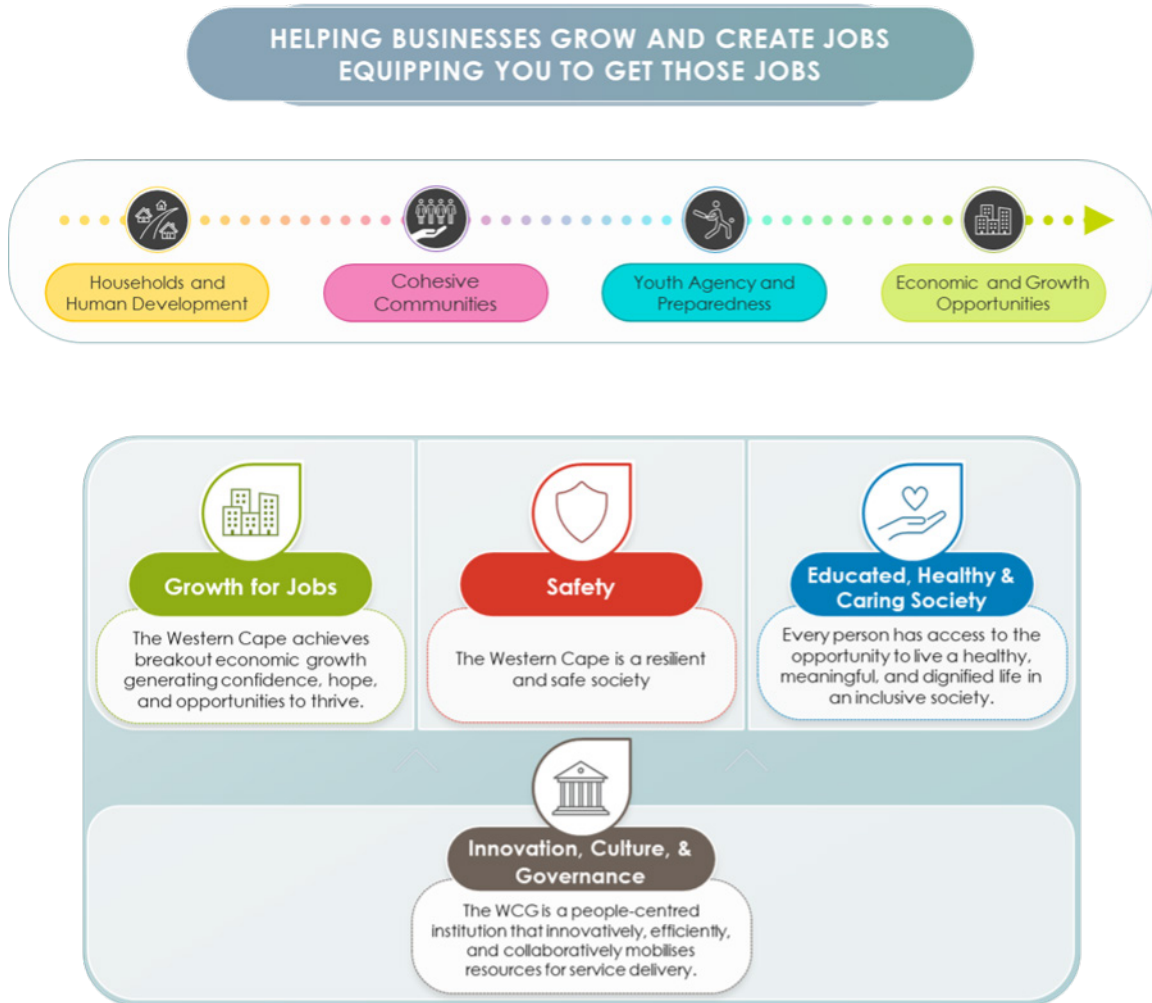 HELPING BUSINESSES GROW AND CREATE JOBS
EQUIPPING YOU TO GET THOSE JOBS
Households and
Human Development
Cohesive
Communities
Youth Agency and
Preparedness
Economic and Growth
Opportunities
Growth for Jobs
The Western Cape achieves
breakout economic growth
generating confidence, hope,
and opportunities to thrive.
Safety
The Western Cape is a resilient
and safe society
Educated, Healthy &
Caring Society
Every person has access to the
opportunity to live a healthy,
meaningful, and dignified life in
an inclusive society.
Innovation, Culture, &
Governance
The WCG is a people-centred
institution that innovatively, efficiently,
and collaboratively mobilises
resources for service delivery.